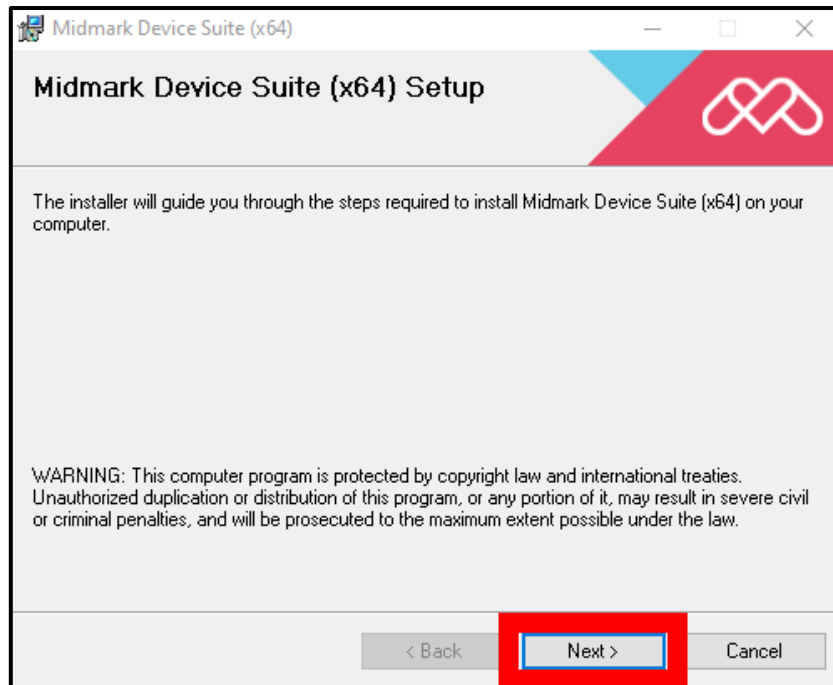 Midmark Device Suite (x64)
Midmark Device Suite (x64) Setup
The installer will guide you through the steps required to install Midmark Device Suite (x64) on your
computer.
WARNING: This computer program is protected by copyright law and international treaties.
Unauthorized duplication or distribution of this program, or any portion of it, may result in severe civil
or criminal penalties, and will be prosecuted to the maximum extent possible under the law.
< Back Next > Cancel